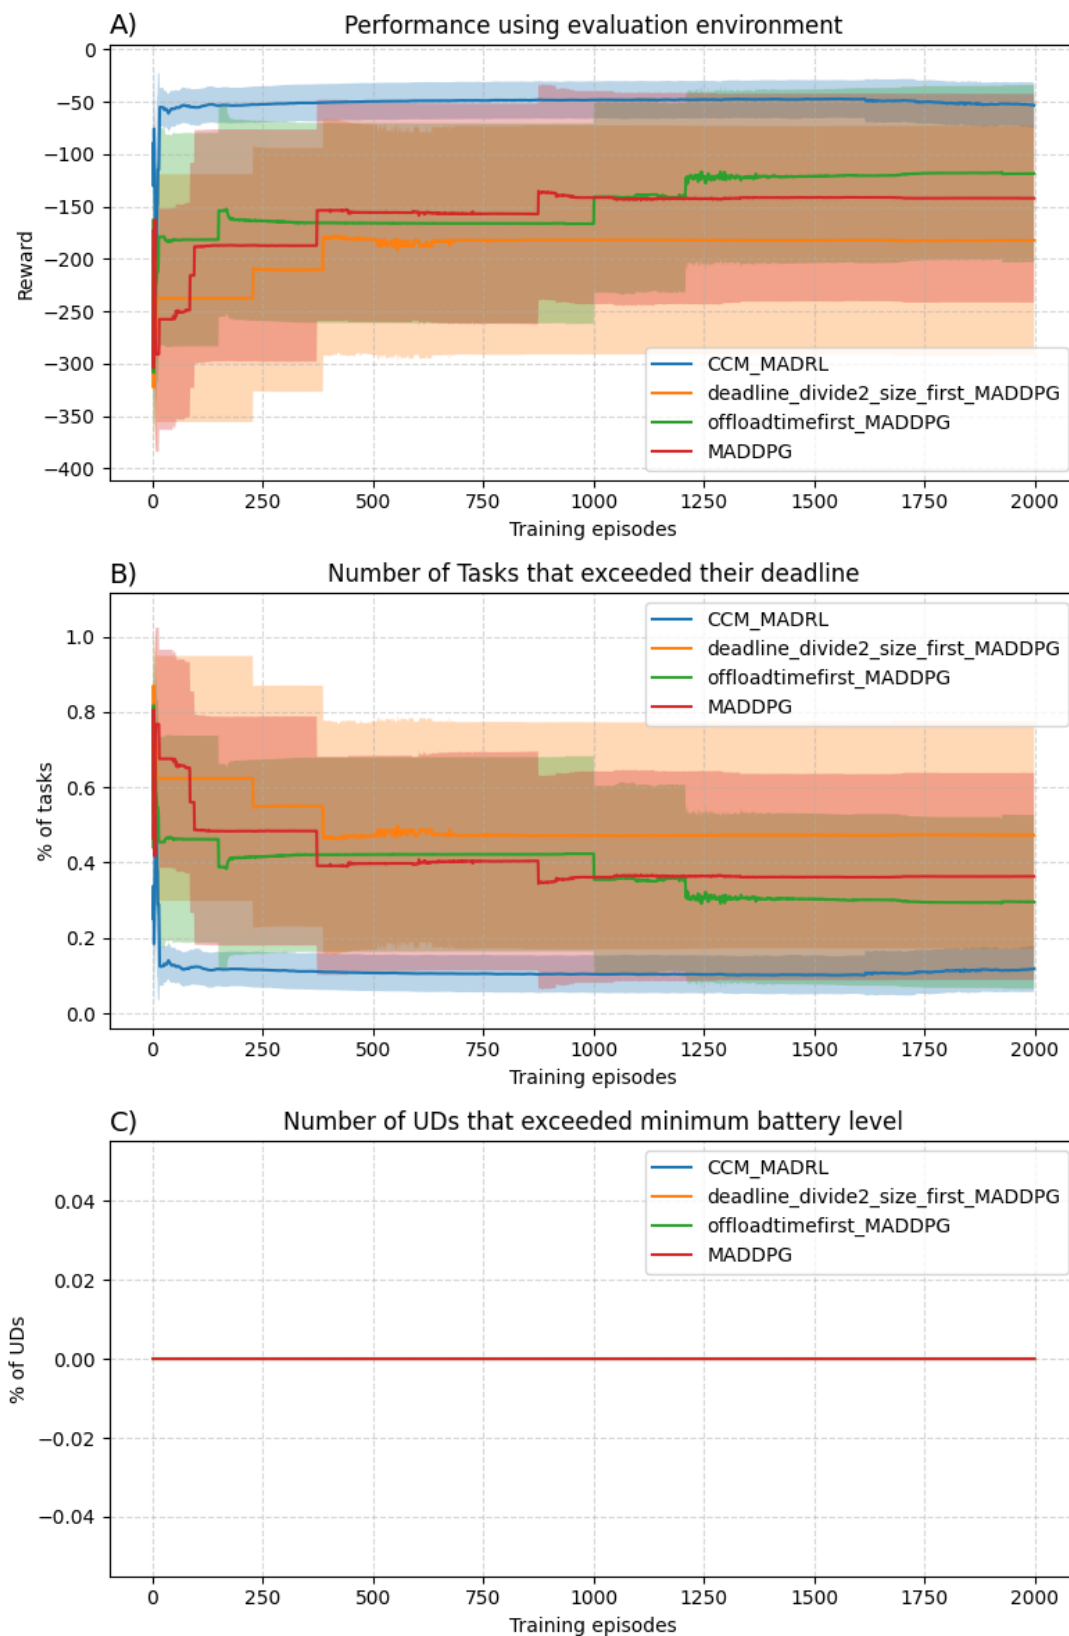 A) Performance using evaluation environment
0
−50
−100
−150
−200
−250
−300
−350
−400
Reward
CCM_MADRL
deadline_divide2_size_first_MADDPG
offloadtimefirst_MADDPG
MADDPG
0 250 500 750 1000 1250 1500 1750 2000
Training episodes
B) Number of Tasks that exceeded their deadline
1.0
0.8
0.6
0.4
0.2
0.0
% of tasks
CCM_MADRL
deadline_divide2_size_first_MADDPG
offloadtimefirst_MADDPG
MADDPG
0 250 500 750 1000 1250 1500 1750 2000
Training episodes
C) Number of UDs that exceeded minimum battery level
0.04
0.02
0.00
−0.02
−0.04
% of UDs
CCM_MADRL
deadline_divide2_size_first_MADDPG
offloadtimefirst_MADDPG
MADDPG
0 250 500 750 1000 1250 1500 1750 2000
Training episodes